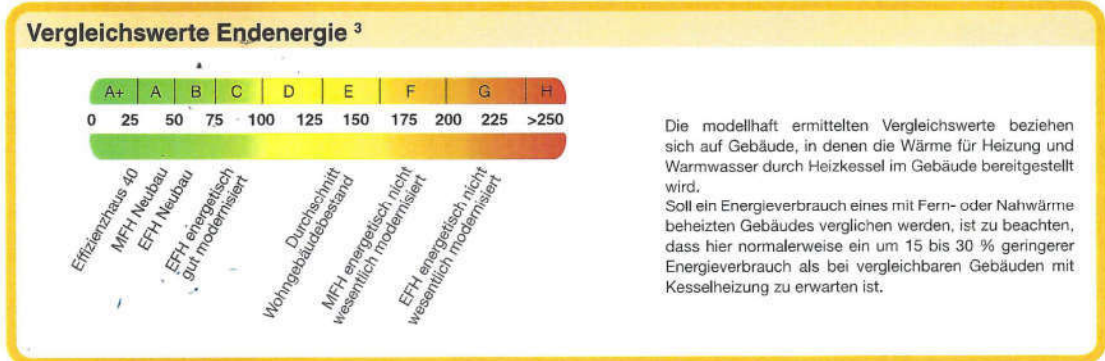 Vergleichswerte Endenergie ³
A+ A B C D E F G H
0 25 50 75 100 125 150 175 200 225 >250
Effizienzhaus 40
MFH Neubau
EFH Neubau
EFH energetisch
gut modernisiert
Durchschnitt
Wohngebäudebestand
MFH energetisch nicht
wesentlich modernisiert
EFH energetisch nicht
wesentlich modernisiert
Die modellhaft ermittelten Vergleichswerte beziehen
sich auf Gebäude, in denen die Wärme für Heizung und
Warmwasser durch Heizkessel im Gebäude bereitgestellt
wird.
Soll ein Energieverbrauch eines mit Fern- oder Nahwärme
beheizten Gebäudes verglichen werden, ist zu beachten,
dass hier normalerweise ein um 15 bis 30 % geringerer
Energieverbrauch als bei vergleichbaren Gebäuden mit
Kesselheizung zu erwarten ist.